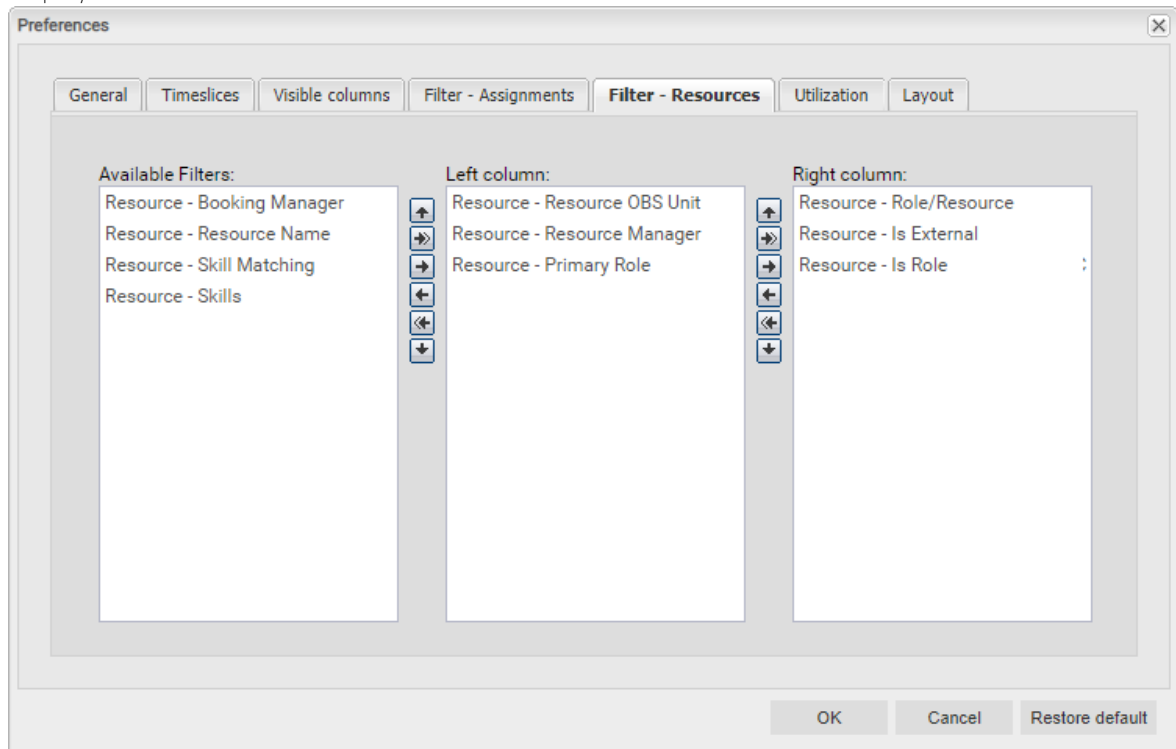 Preferences
General Timeslices Visible columns Filter - Assignments Filter - Resources Utilization Layout
Available Filters: Left column: Right column:
Resource - Booking Manager Resource - Resource OBS Unit Resource - Role/Resource
Resource - Resource Name Resource - Resource Manager Resource - Is External
Resource - Skill Matching Resource - Primary Role Resource - Is Role
Resource - Skills
OK Cancel Restore default